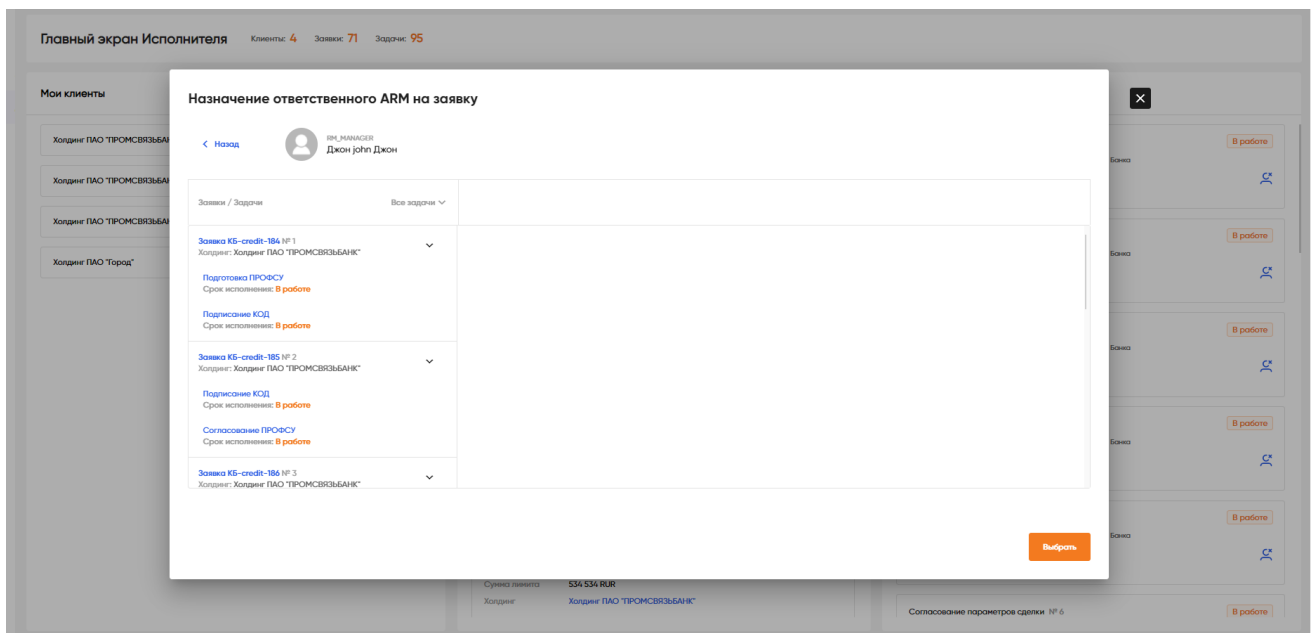 Главный экран Исполнителя Клиенты: 4 Заявки: 71 Задачи: 95
Мои клиенты
Холдинг ПАО "ПРОМСВЯЗЬБАН
Холдинг ПАО "ПРОМСВЯЗЬБАН
Холдинг ПАО "ПРОМСВЯЗЬБАН
Холдинг ПАО "Город"
Назначение ответственного ARM на заявку
Назад
RM_MANAGER
Джон john Джон
Заявки / Задачи Все задачи
Заявка КБ-credit-184 № 1
Холдинг: Холдинг ПАО "ПРОМСВЯЗЬБАНК"
Подготовка ПРОФСУ
Срок исполнения: В работе
Подписание КОД
Срок исполнения: В работе
Заявка КБ-credit-185 № 2
Холдинг: Холдинг ПАО "ПРОМСВЯЗЬБАНК"
Подписание КОД
Срок исполнения: В работе
Согласование ПРОФСУ
Срок исполнения: В работе
Заявка КБ-credit-186 № 3
Холдинг: Холдинг ПАО "ПРОМСВЯЗЬБАНК"
Выбрать
Сумма лимита 534 534 RUR
Холдинг Холдинг ПАО "ПРОМСВЯЗЬБАНК"
В работе
Банка
В работе
Банка
В работе
Банка
В работе
Банка
В работе
Банка
Согласование параметров сделки № 6 В работе